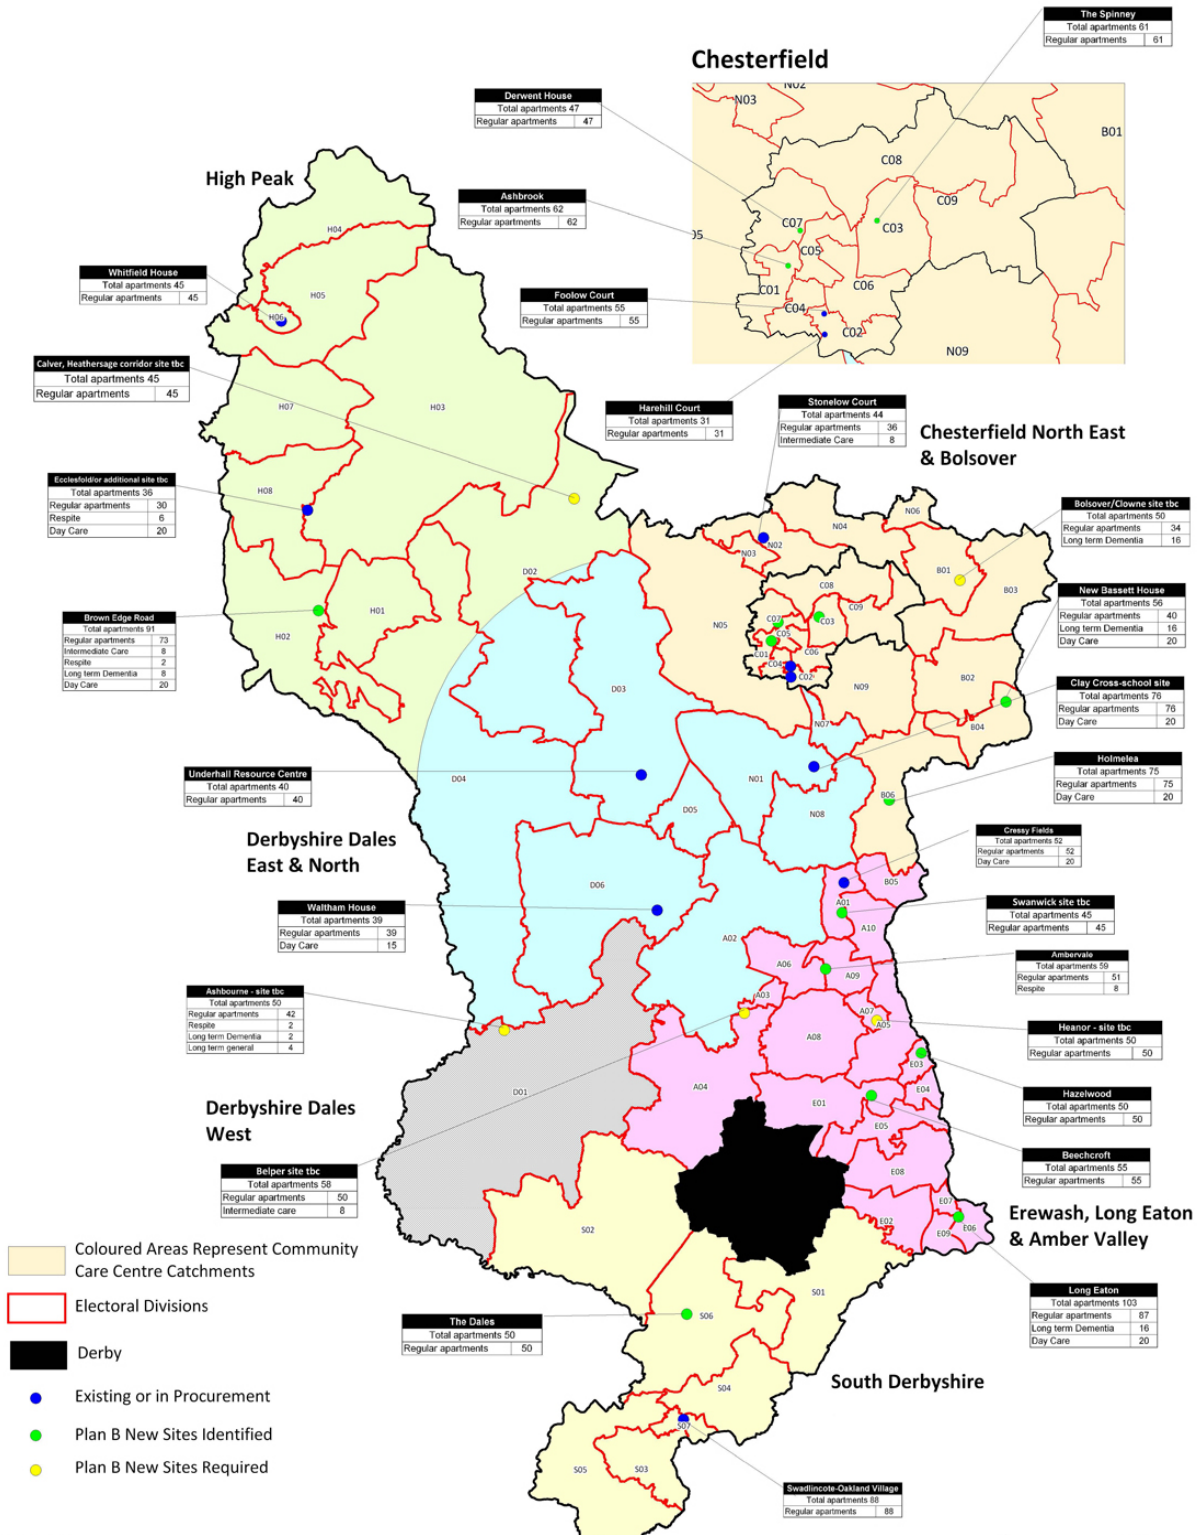 The Spinney
Total apartments 61
Regular apartments 61
Chesterfield
N02
N03
B01
C08
C09
C07
C03
05
C05
C01
C06
C04
C02
N09
Derwent House
Total apartments 47
Regular apartments 47
High Peak
Ashbrook
Total apartments 62
Regular apartments 62
Whitfield House
Total apartments 45
Regular apartments 45
Foolow Court
Total apartments 55
Regular apartments 55
Calver, Heathersage corridor site tbc
Total apartments 45
Regular apartments 45
Harehill Court
Total apartments 31
Regular apartments 31
Stonelow Court
Total apartments 44
Regular apartments 36
Intermediate Care 8
Chesterfield North East
& Bolsover
Ecclesfold/or additional site tbc
Total apartments 36
Regular apartments 30
Respite 6
Day Care 20
Bolsover/Clowne site tbc
Total apartments 50
Regular apartments 34
Long term Dementia 16
New Bassett House
Total apartments 56
Regular apartments 40
Long term Dementia 16
Day Care 20
Brown Edge Road
Total apartments 91
Regular apartments 73
Intermediate Care 8
Respite 2
Long term Dementia 8
Day Care 20
Clay Cross-school site
Total apartments 76
Regular apartments 76
Day Care 20
Underhall Resource Centre
Total apartments 40
Regular apartments 40
Holmelea
Total apartments 75
Regular apartments 75
Day Care 20
Derbyshire Dales
East & North
Cressy Fields
Total apartments 52
Regular apartments 52
Day Care 20
Waltham House
Total apartments 39
Regular apartments 39
Day Care 15
Swanwick site tbc
Total apartments 45
Regular apartments 45
Ambervale
Total apartments 59
Regular apartments 51
Respite 8
Ashbourne - site tbc
Total apartments 50
Regular apartments 42
Respite 2
Long term Dementia 2
Long term general 4
Heanor - site tbc
Total apartments 50
Regular apartments 50
Derbyshire Dales
West
Hazelwood
Total apartments 50
Regular apartments 50
Beechcroft
Total apartments 55
Regular apartments 55
Belper site tbc
Total apartments 58
Regular apartments 50
Intermediate care 8
Erewash, Long Eaton
& Amber Valley
Long Eaton
Total apartments 103
Regular apartments 87
Long term Dementia 16
Day Care 20
The Dales
Total apartments 50
Regular apartments 50
South Derbyshire
Swadlincote-Oakland Village
Total apartments 88
Regular apartments 88
H04
H05
H06
H07
H03
H08
D02
H01
H02
N06
N04
N02
N03
B01
B03
C08
C09
C07
C03
C05
N05
C01
C06
C04
C02
B02
N09
D03
N07
B04
D04
N01
D05
B06
N08
D06
B05
A01
A10
A02
A06
A09
A03
A07
A05
A08
E03
A04
D01
E04
E01
E05
E08
E07
E02
E06
E09
S02
S01
S06
S04
S07
S05
S03
Coloured Areas Represent Community
Care Centre Catchments
Electoral Divisions
Derby
Existing or in Procurement
Plan B New Sites Identified
Plan B New Sites Required